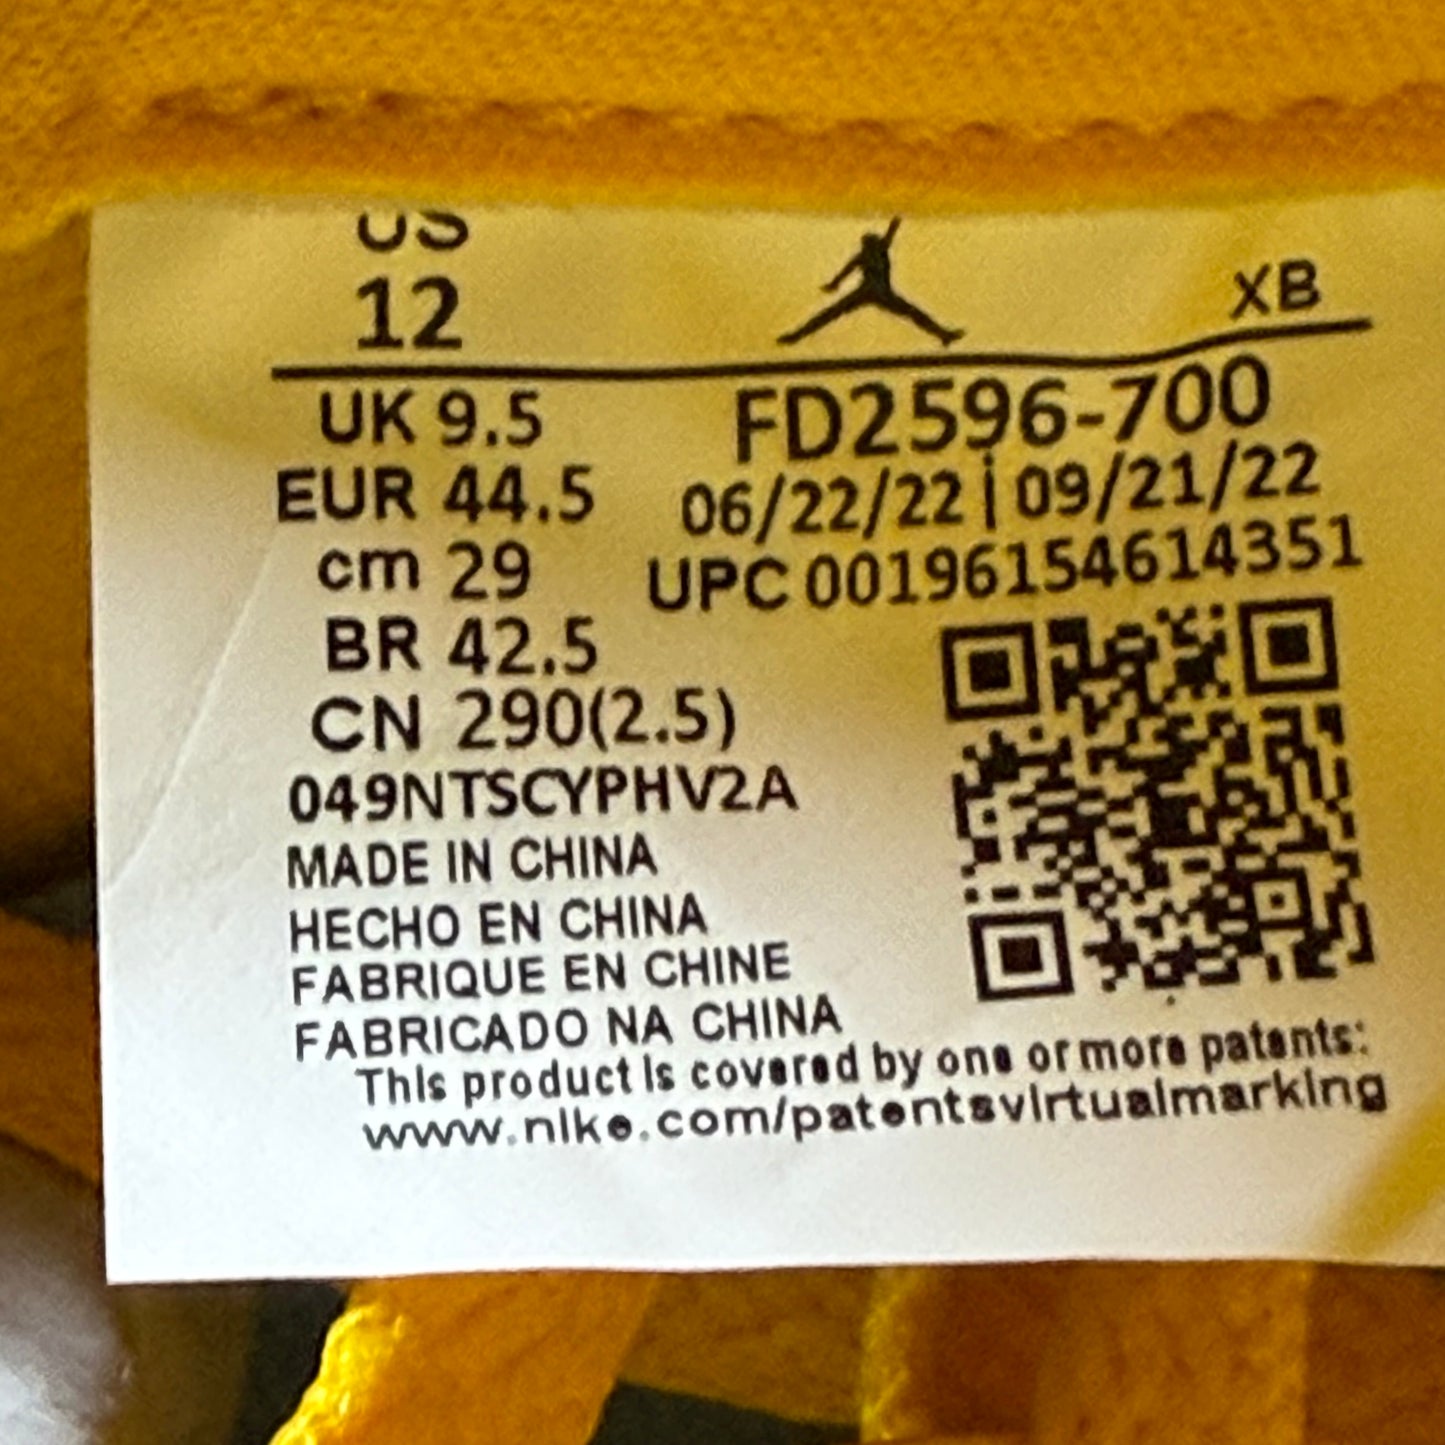 US
12
XB
UK 9.5
FD2596-700
EUR 44.5
06/22/22 | 09/21/22
cm 29
UPC 00196154614351
BR 42.5
CN 290(2.5)
049NTSCYPHV2A
MADE IN CHINA
HECHO EN CHINA
FABRIQUE EN CHINE
FABRICADO NA CHINA
This product is covered by one or more patents:
www.nike.com/patentsvirtualmarking